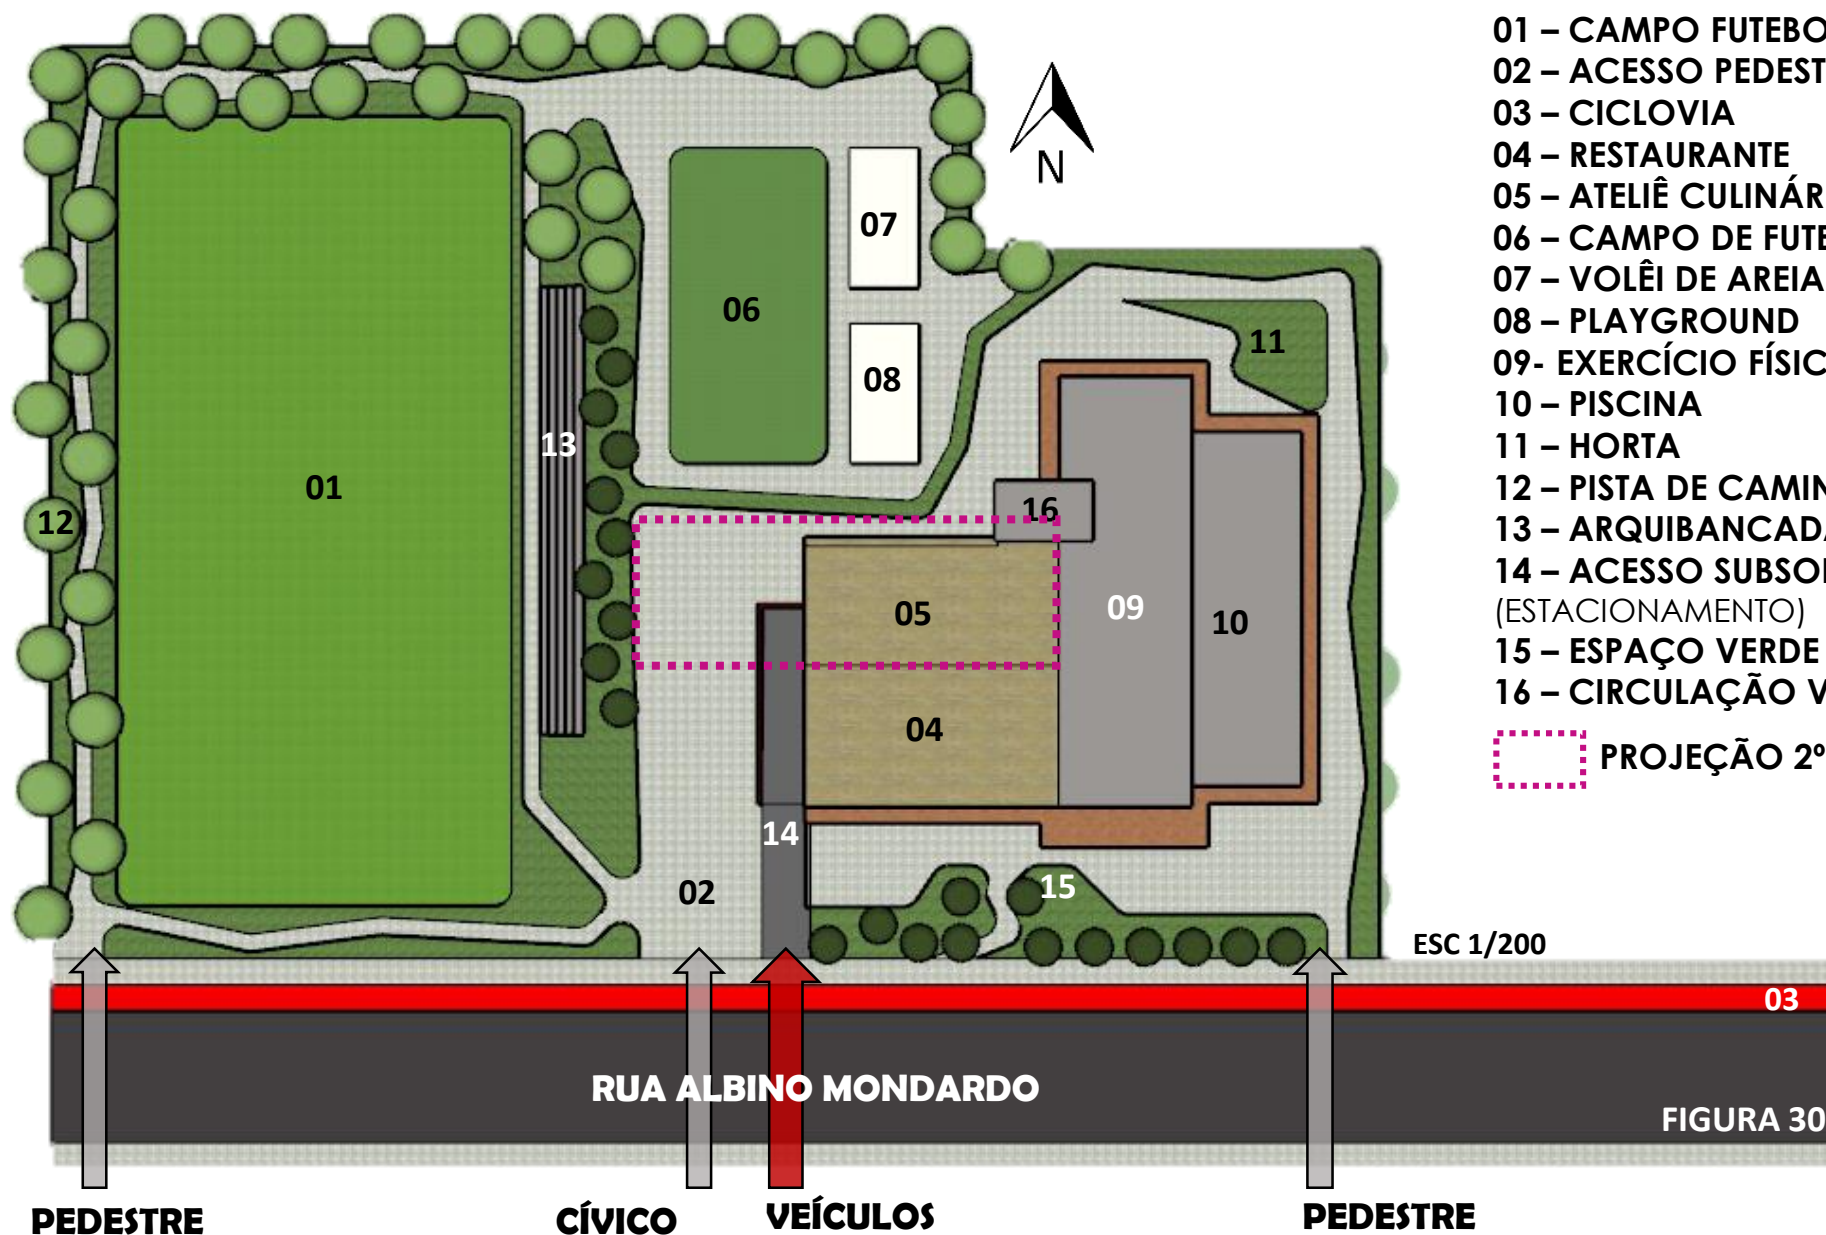 01 – CAMPO FUTEBO
02 – ACESSO PEDEST
03 – CICLOVIA
04 – RESTAURANTE
05 – ATELIÊ CULINÁR
06 – CAMPO DE FUTE
07 – VOLÊI DE AREIA
08 – PLAYGROUND
09- EXERCÍCIO FÍSIC
10 – PISCINA
11 – HORTA
12 – PISTA DE CAMIN
13 – ARQUIBANCADA
14 – ACESSO SUBSOL
(ESTACIONAMENTO)
15 – ESPAÇO VERDE
16 – CIRCULAÇÃO V
PROJEÇÃO 2º
N
07
06
11
08
13
01
16
12
05
09
10
04
14
02
15
ESC 1/200
03
RUA ALBINO MONDARDO
FIGURA 30
PEDESTRE
CÍVICO
VEÍCULOS
PEDESTRE